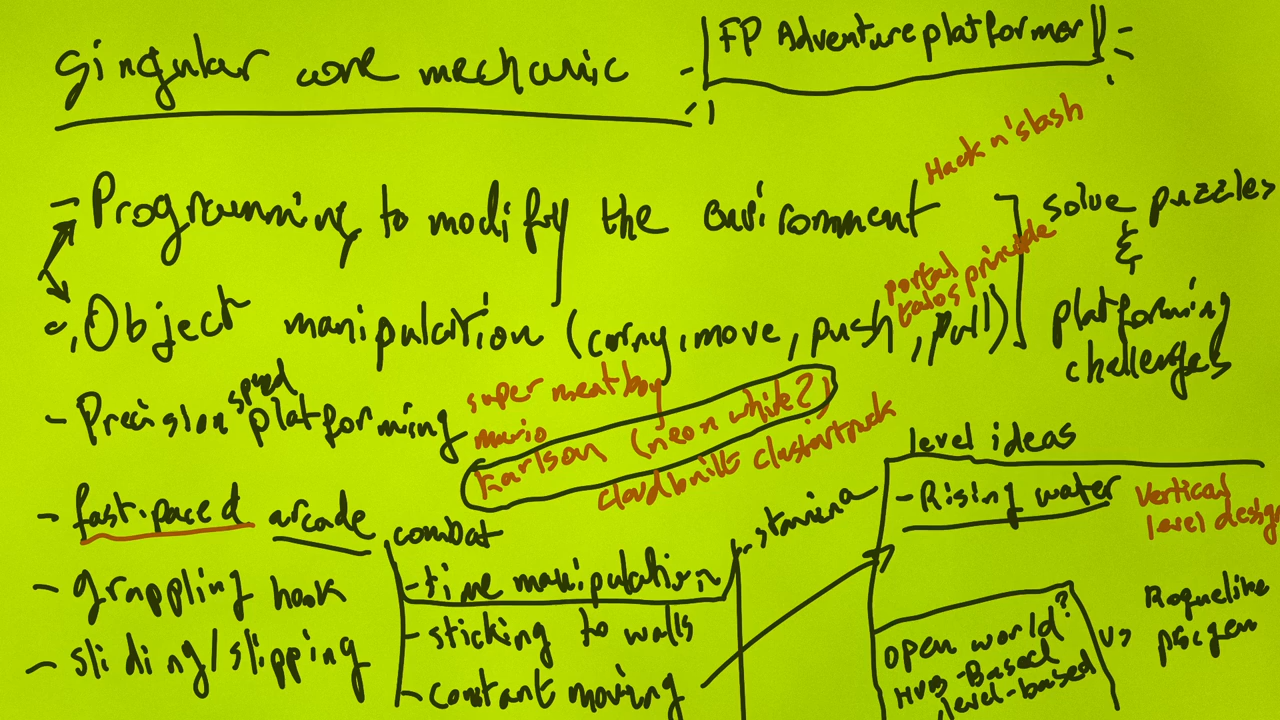 Singular core mechanic
FP Adventure platformer
Hack n'slash
- Programming to modify the environment
solve puzzles
&
platforming
challenges
portal
talos principle
Object manipulation (carry, move, push, pull)
- Precision speed platforming
super meat boy
mario
Karlson (neon white?)
cloudbuilt clustertruck
- fast-paced arcade combat
- grappling hook
- sliding/slipping
- time manipulation
- sticking to walls
- constant moving
stamina
level ideas
- Rising water
Vertical
level design
open world?
HUB-Based
level-based
vs
Roguelike
procgen